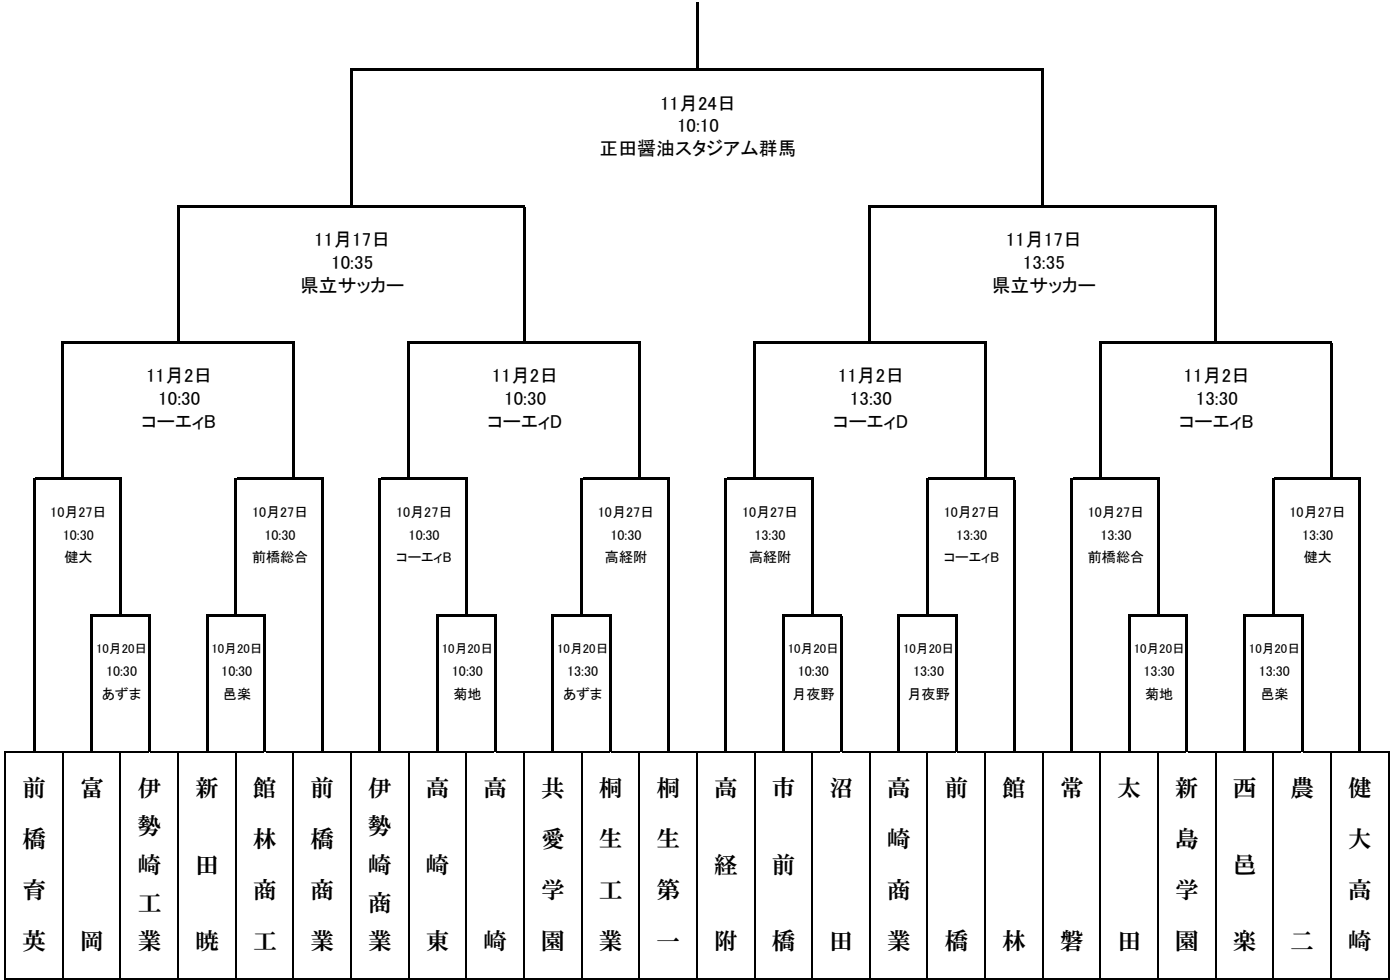 11月24日
10:10
正田醤油スタジアム群馬
11月17日
10:35
県立サッカー
11月17日
13:35
県立サッカー
11月2日
10:30
コーエィB
11月2日
10:30
コーエィD
11月2日
13:30
コーエィD
11月2日
13:30
コーエィB
10月27日
10:30
健大
10月27日
10:30
前橋総合
10月27日
10:30
コーエィB
10月27日
10:30
高経附
10月27日
13:30
高経附
10月27日
13:30
コーエィB
10月27日
13:30
前橋総合
10月27日
13:30
健大
10月20日
10:30
あずま
10月20日
10:30
邑楽
10月20日
10:30
菊地
10月20日
13:30
あずま
10月20日
10:30
月夜野
10月20日
13:30
月夜野
10月20日
13:30
菊地
10月20日
13:30
邑楽
前橋育英
富岡
伊勢崎工業
新田暁
館林商工
前橋商業
伊勢崎商業
高崎東
高崎
共愛学園
桐生工業
桐生第一
高経附
市前橋
沼田
高崎商業
前橋
館林
常磐
太田
新島学園
西邑楽
農二
健大高崎